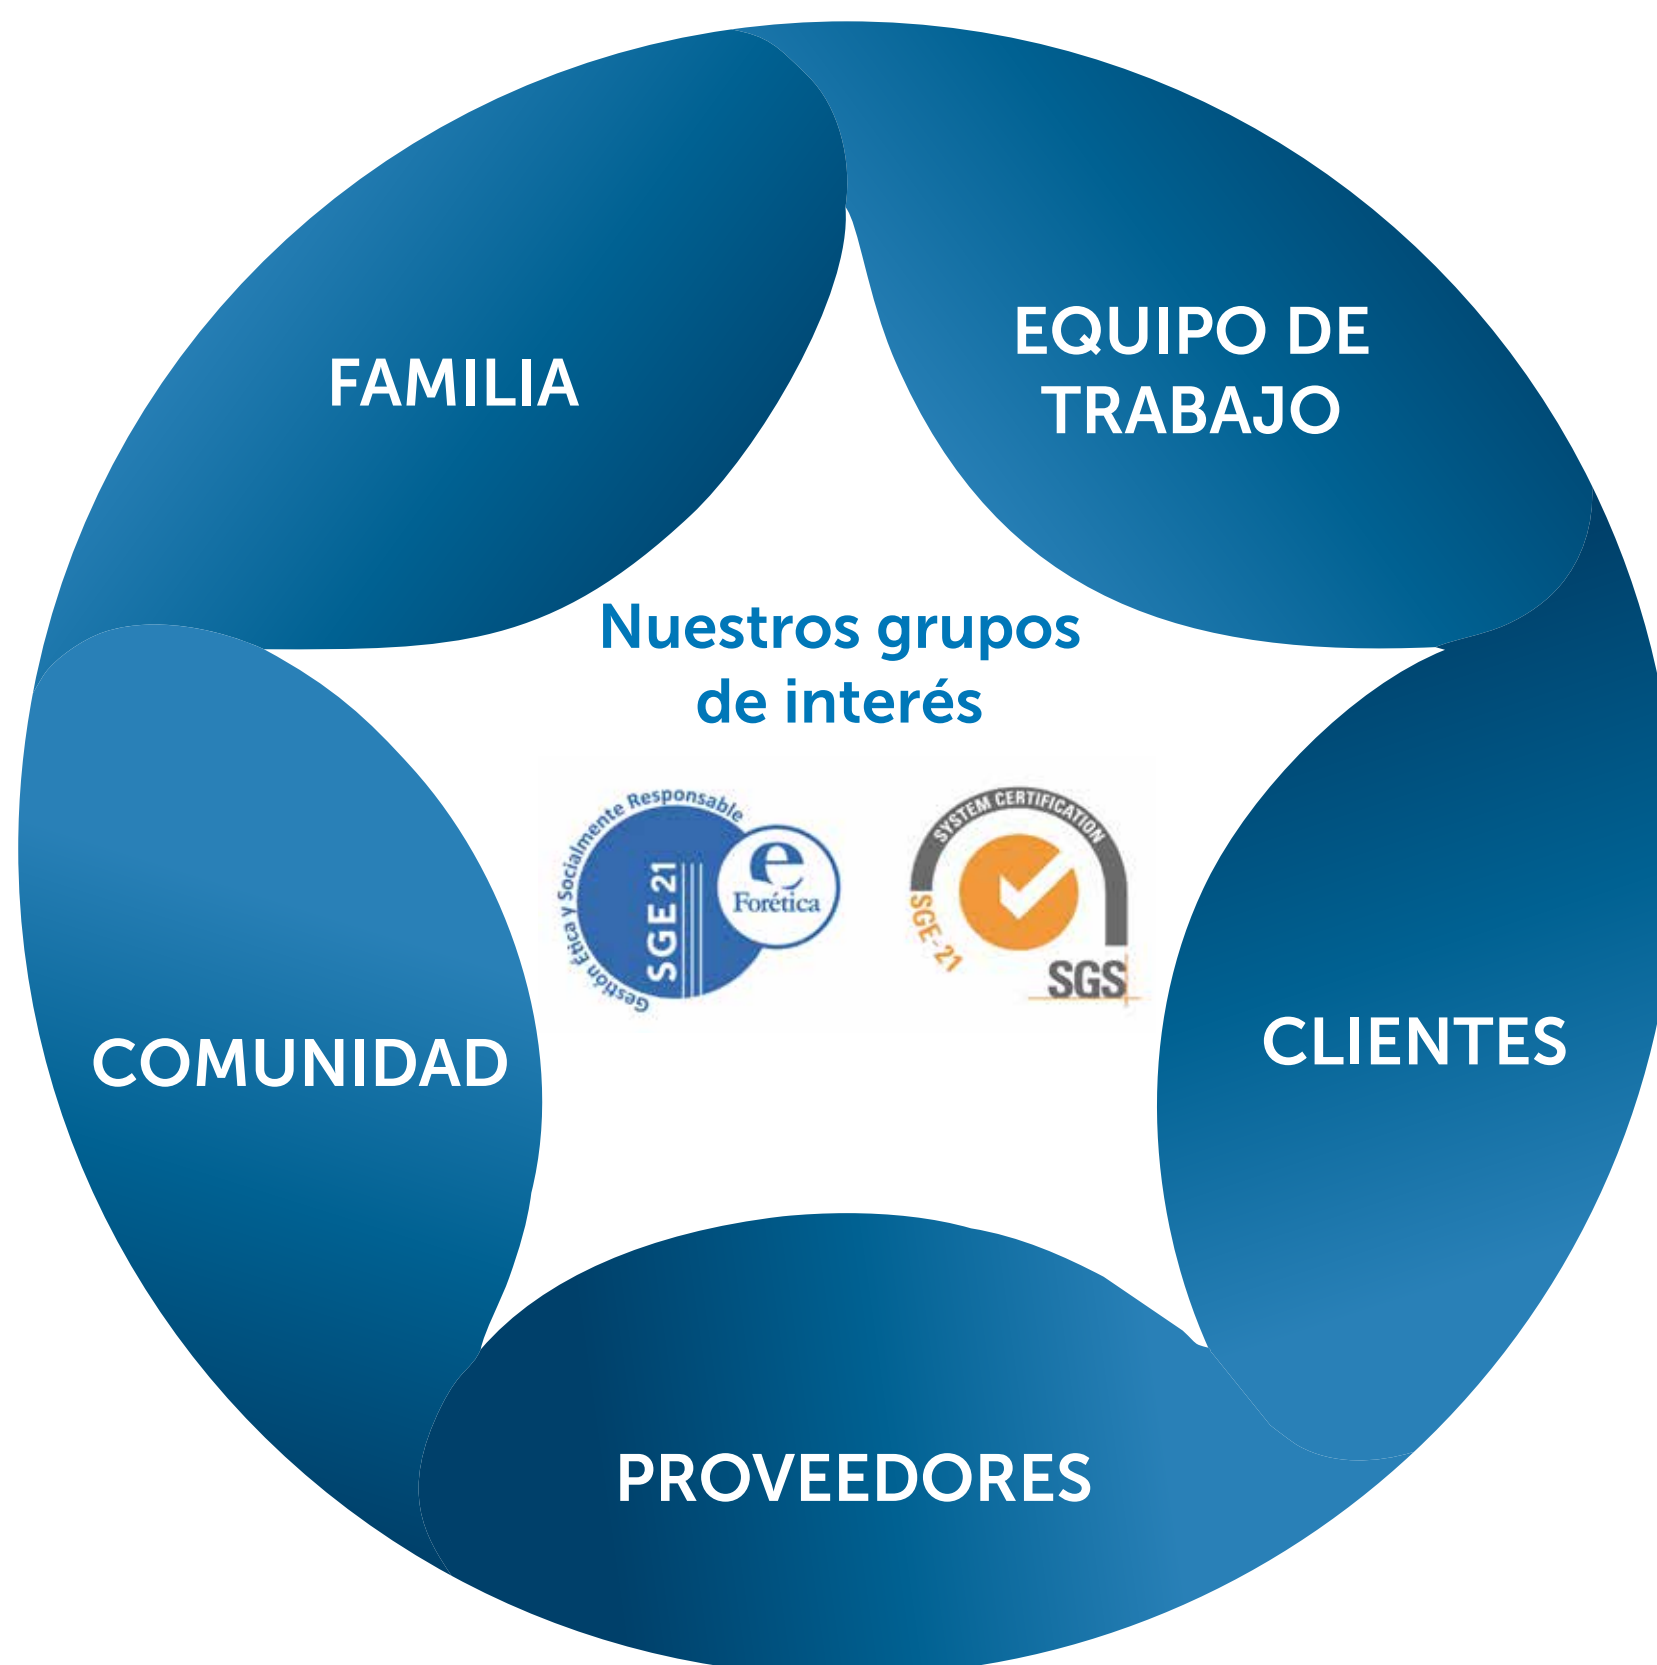 FAMILIA
EQUIPO DE
TRABAJO
Nuestros grupos
de interés
Gestión Ética y Socialmente Responsable
SGE 21
e
Forética
SYSTEM CERTIFICATION
SGE-21
SGS
COMUNIDAD
CLIENTES
PROVEEDORES